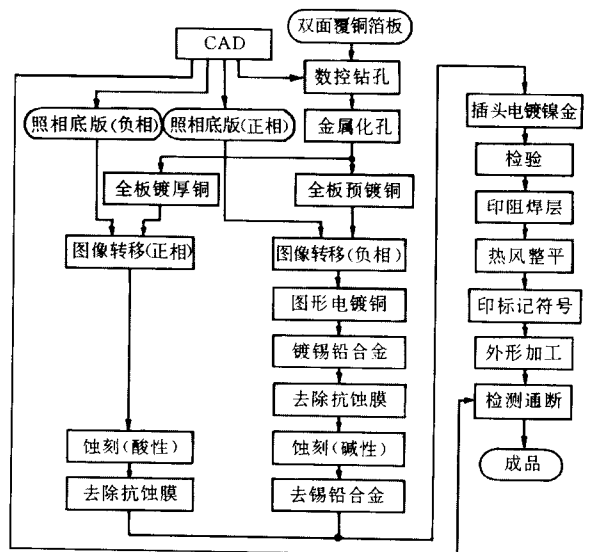 双面覆铜箔板
CAD
数控钻孔
照相底版(负相)
照相底版(正相)
金属化孔
全板镀厚铜
全板预镀铜
图像转移(正相)
图像转移(负相)
图形电镀铜
镀锡铅合金
去除抗蚀膜
蚀刻(酸性)
蚀刻(碱性)
去除抗蚀膜
去锡铅合金
插头电镀镍金
检验
印阻焊层
热风整平
印标记符号
外形加工
检测通断
成品